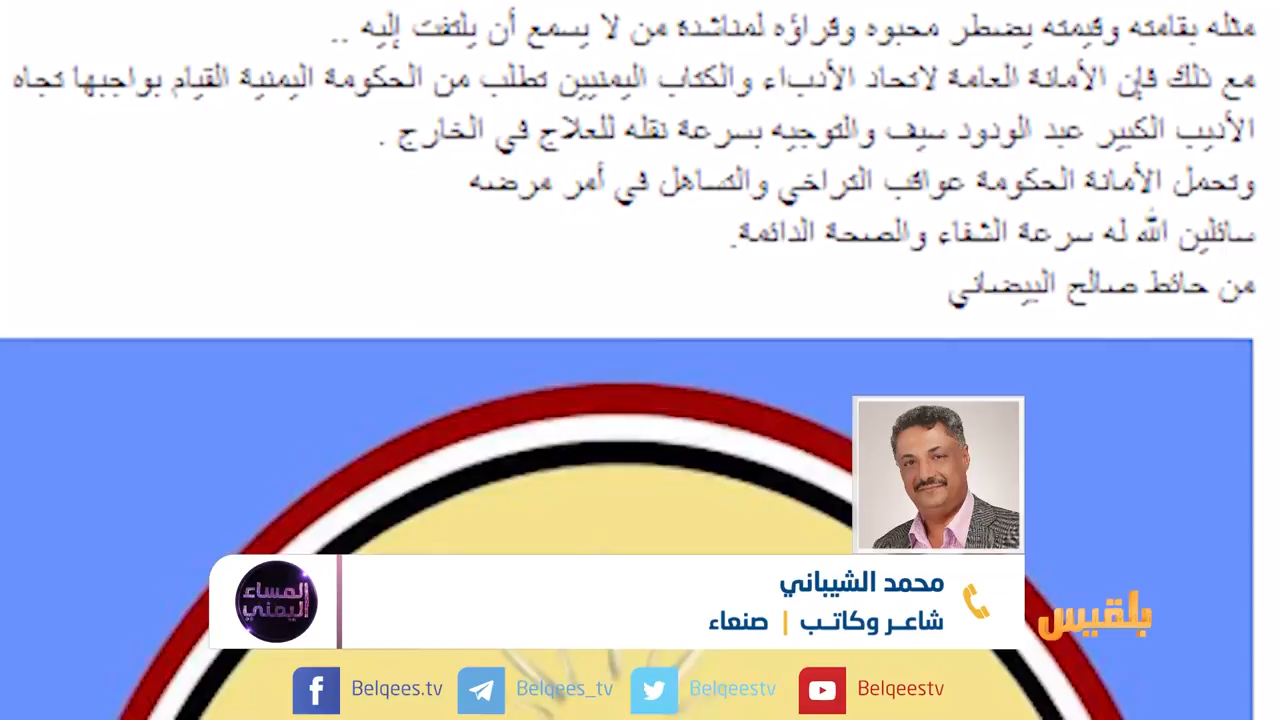 مثله بقامته وقيمته يضطر محبوه وقراؤه لمناشدة من لا يسمع أن يلتفت إليه ..
مع ذلك فإن الأمانة العامة لاتحاد الأدباء والكتاب اليمنيين تطلب من الحكومة اليمنية القيام بواجبها تجاه
الأديب الكبير عبد الودود سيف والتوجيه بسرعة نقله للعلاج في الخارج .
وتحمل الأمانة الحكومة عواقب التراخي والتساهل في أمر مرضه
سائلين الله له سرعة الشفاء والصحة الدائمة.
من حائط صالح البيضاني
محمد الشيباني
شاعر وكاتب | صنعاء
المساء
اليمني
بلقيس
Belqees.tv
Belqees_tv
Belqeestv
Belqeestv